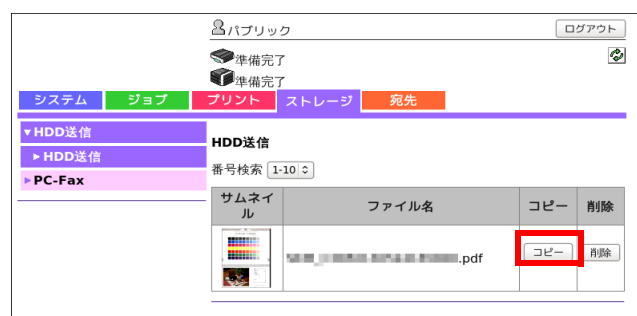 パブリック
ログアウト
準備完了
準備完了
システム ジョブ プリント ストレージ 宛先
▼HDD送信
►HDD送信
►PC-Fax
HDD送信
番号検索 1-10
サムネイル ファイル名 コピー 削除
.pdf コピー 削除